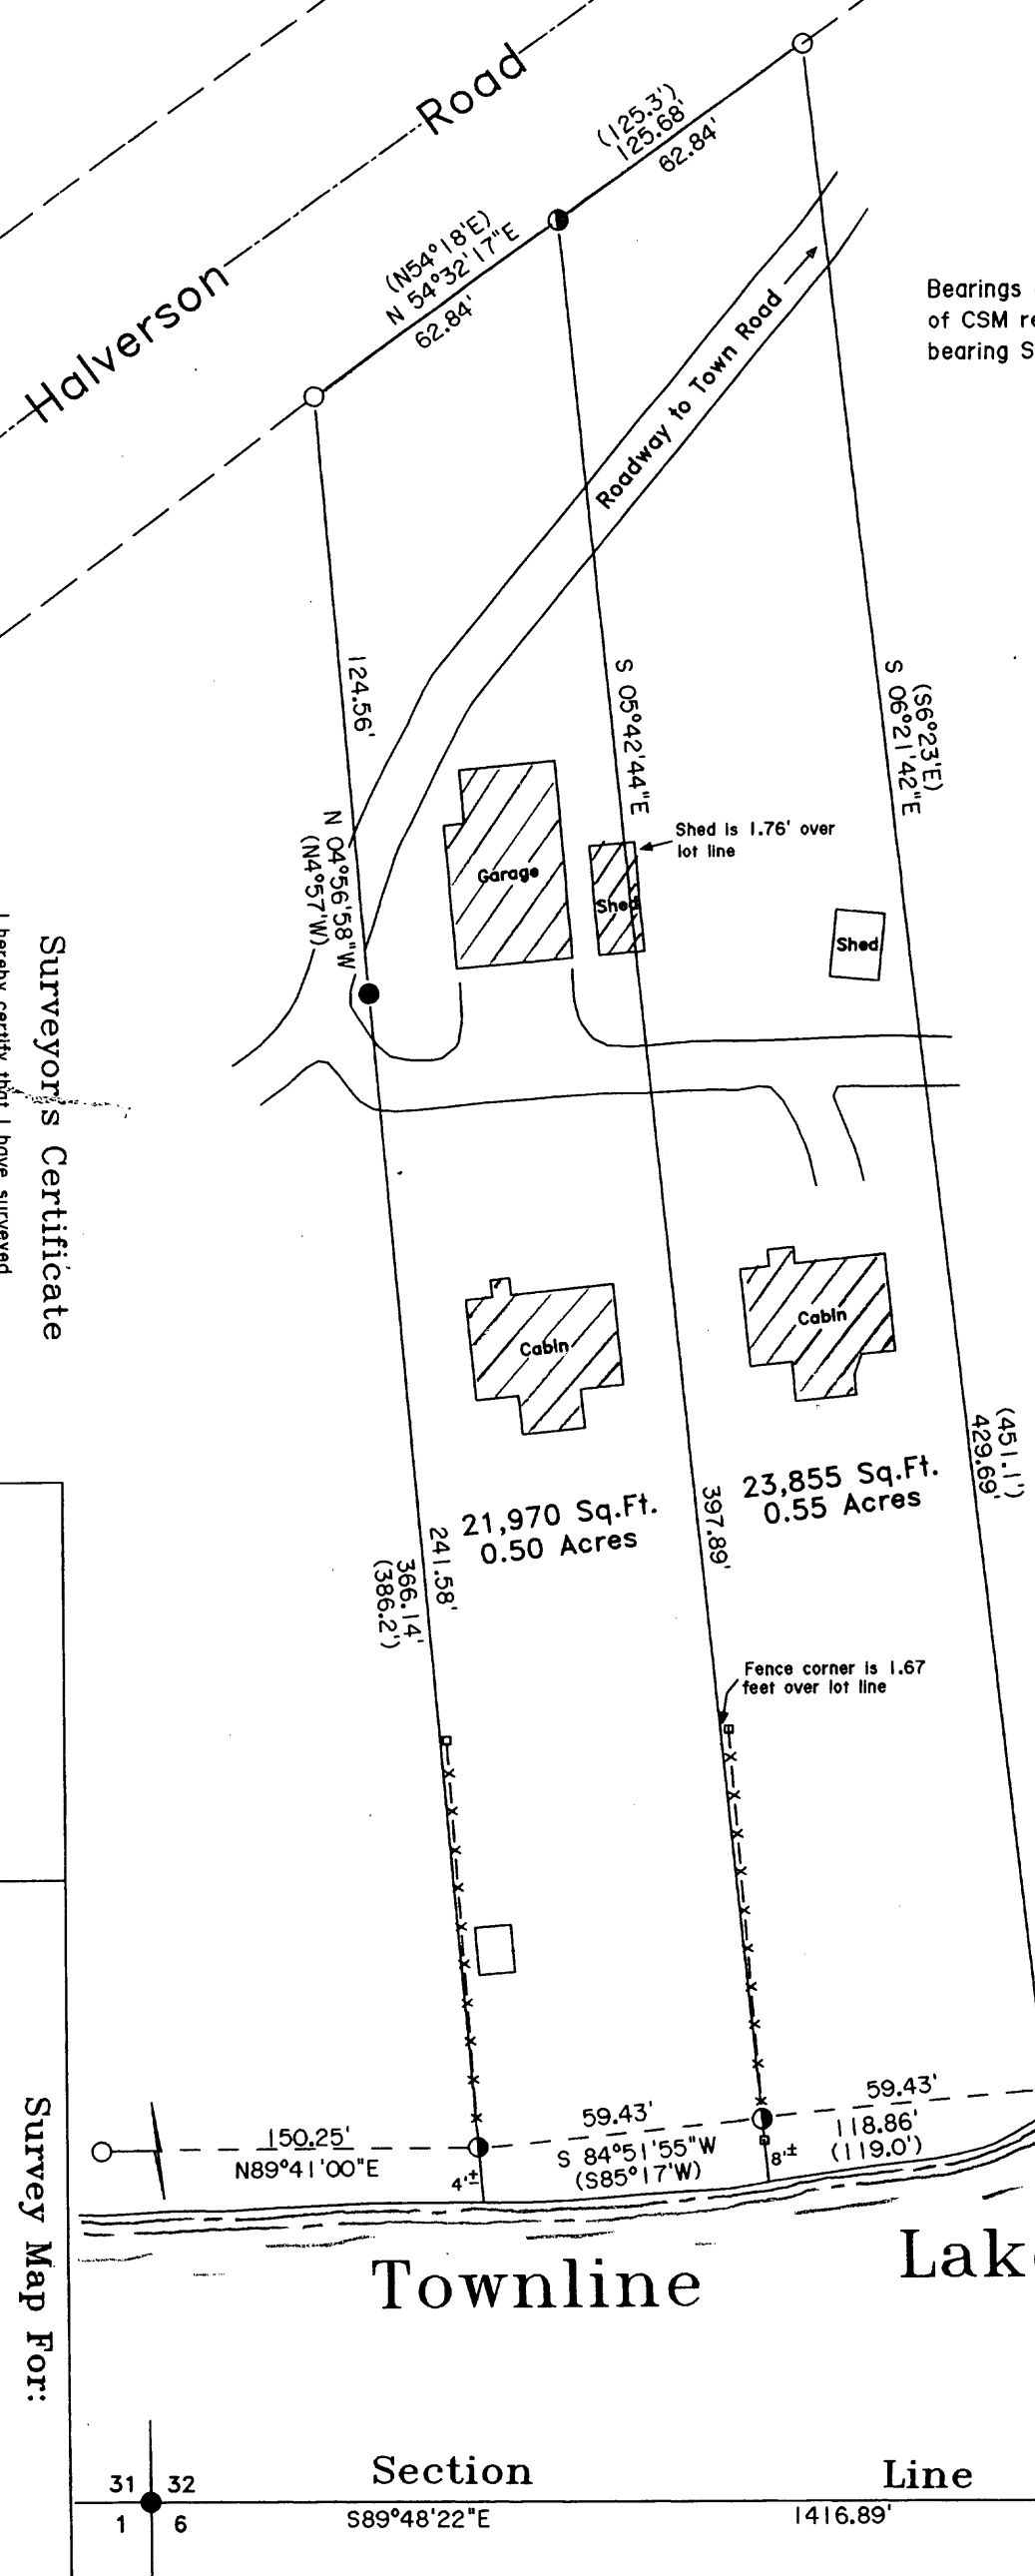 Halverson Road
(125.3')
125.68'
62.84'
(N54°18'E)
N 54°32'17"E
62.84'
Bearings
of CSM re
bearing S
Roadway to Town Road
124.56'
S 05°42'44"E
(S6°23'E)
S 06°21'42"E
N 04°56'58"W
(N4°57'W)
Shed is 1.76' over
lot line
Garage
Shed
Shed
Surveyor's Certificate
I hereby certify that I have surveyed
Cabin
Cabin
(451.1')
429.69'
21,970 Sq.Ft.
0.50 Acres
23,855 Sq.Ft.
0.55 Acres
397.89'
241.58'
366.14'
(386.2')
Fence corner is 1.67
feet over lot line
150.25'
N89°41'00"E
59.43'
S 84°51'55"W
(S85°17'W)
59.43'
118.86'
(119.0')
4'±
8'±
Townline Lak
Survey Map For:
Section Line
31 32
1 6
S89°48'22"E
1416.89'